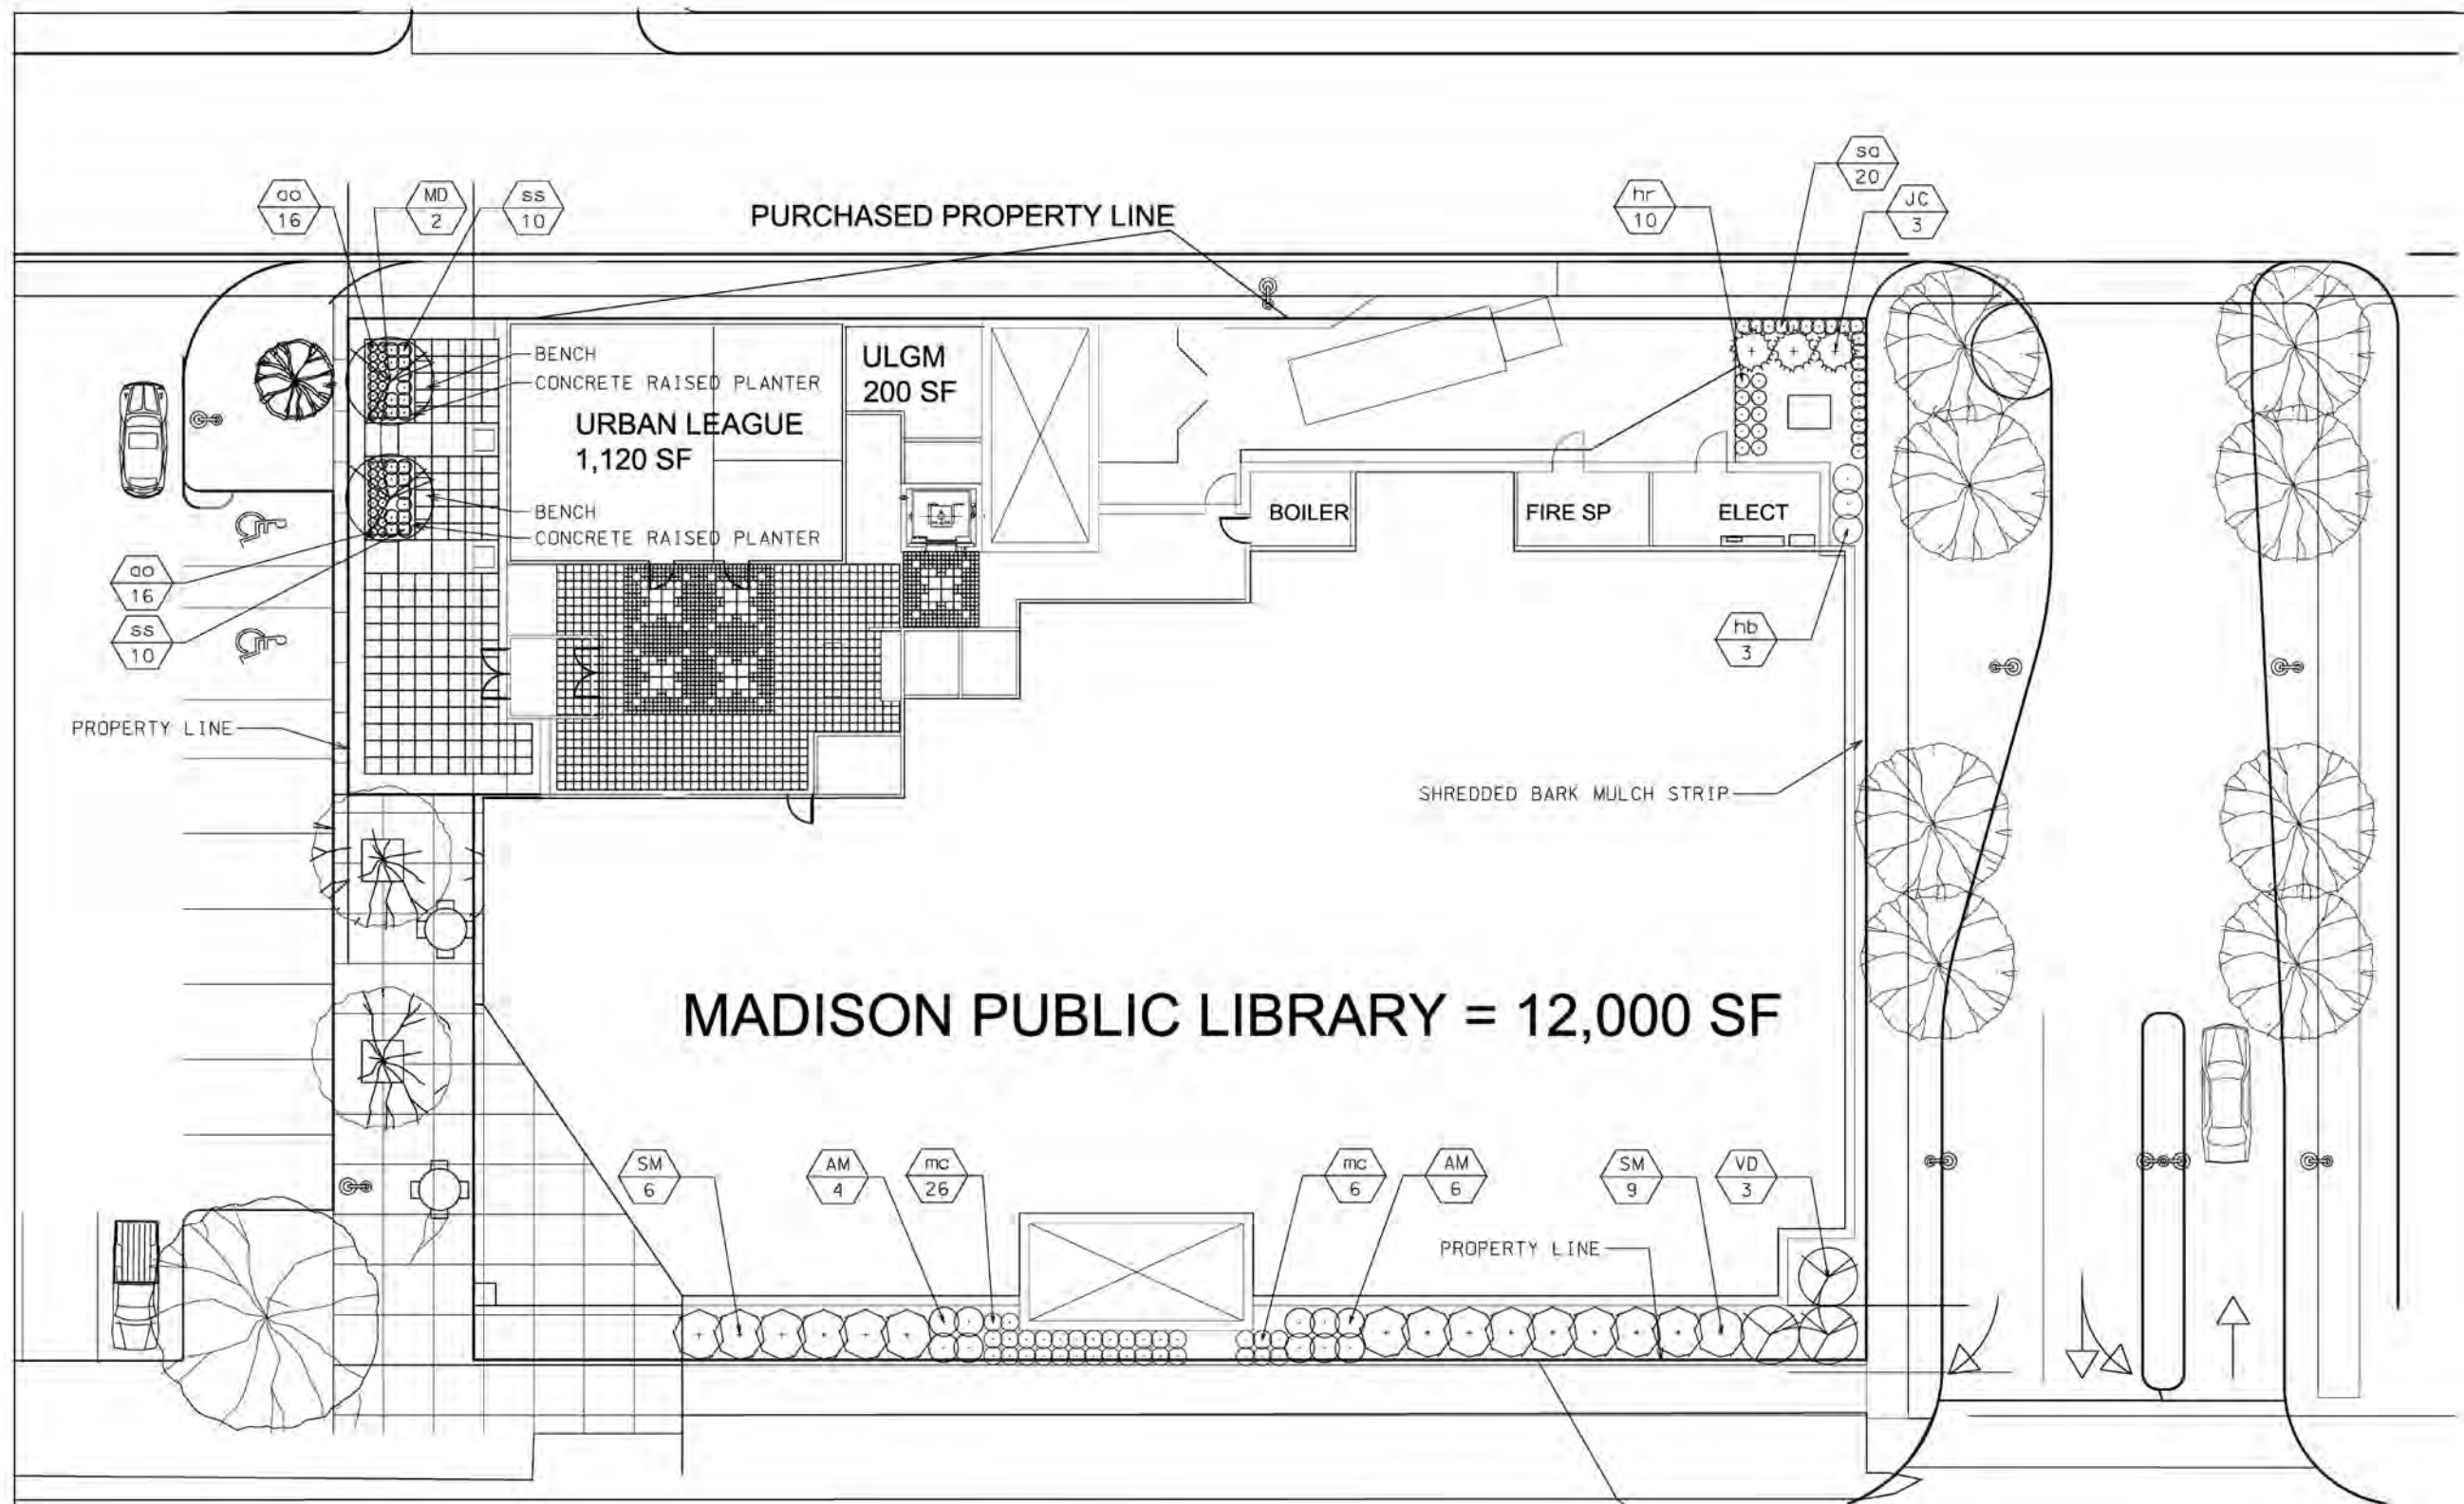 sa
20
ao
16
MD
2
ss
10
hr
10
JC
3
PURCHASED PROPERTY LINE
BENCH
CONCRETE RAISED PLANTER
ULGM
200 SF
URBAN LEAGUE
1,120 SF
BENCH
CONCRETE RAISED PLANTER
BOILER
FIRE SP
ELECT
ao
16
ss
10
hb
3
PROPERTY LINE
SHREDDED BARK MULCH STRIP
MADISON PUBLIC LIBRARY = 12,000 SF
SM
6
AM
4
mc
26
mc
6
AM
6
SM
9
VD
3
PROPERTY LINE